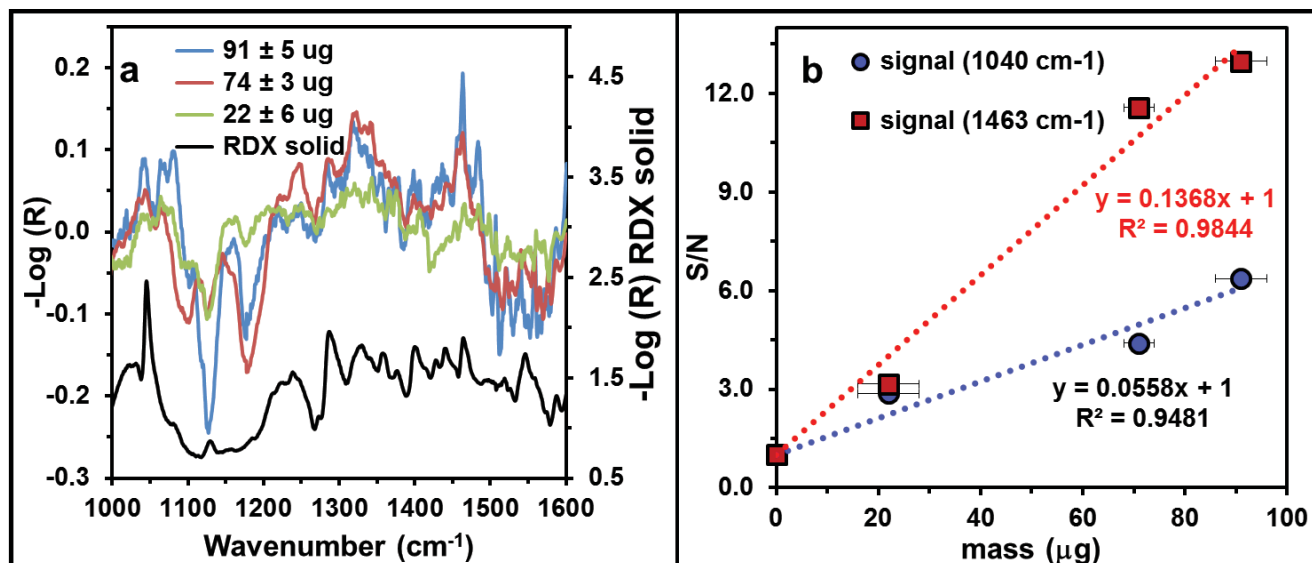 a
91 ± 5 ug
74 ± 3 ug
22 ± 6 ug
RDX solid
-Log (R)
0.2
0.1
0.0
-0.1
-0.2
-0.3
-Log (R) RDX solid
4.5
3.5
2.5
1.5
0.5
1000 1100 1200 1300 1400 1500 1600
Wavenumber (cm-1)
b
signal (1040 cm-1)
signal (1463 cm-1)
S/N
12.0
9.0
6.0
3.0
0.0
y = 0.1368x + 1
R² = 0.9844
y = 0.0558x + 1
R² = 0.9481
0 20 40 60 80 100
mass (μg)